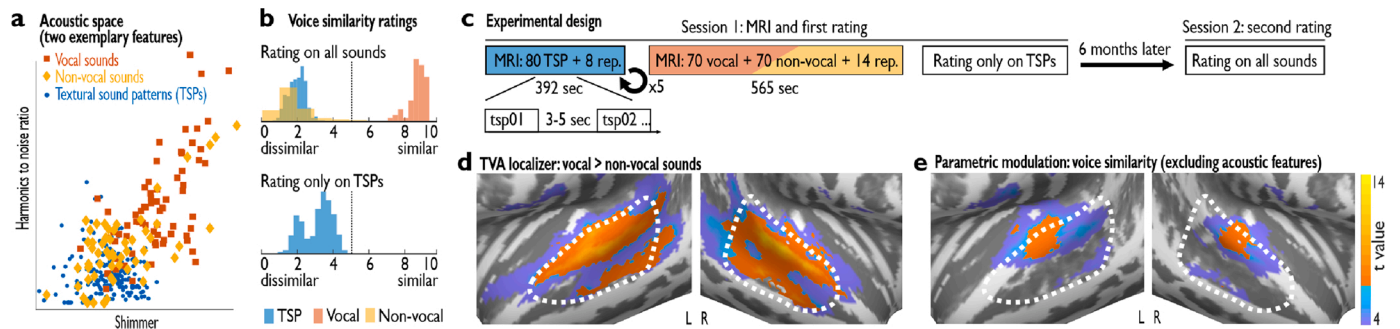 a Acoustic space
(two exemplary features)
Vocal sounds
Non-vocal sounds
Textural sound patterns (TSPs)
Harmonics to noise ratio
Shimmer
b Voice similarity ratings
Rating on all sounds
0 2 4 6 8 10
dissimilar similar
Rating only on TSPs
0 2 4 6 8 10
dissimilar similar
TSP Vocal Non-vocal
c Experimental design
Session 1: MRI and first rating
Session 2: second rating
MRI: 80 TSP + 8 rep.
MRI: 70 vocal + 70 non-vocal + 14 rep.
Rating only on TSPs
6 months later
Rating on all sounds
392 sec
x5
565 sec
tsp01 3-5 sec tsp02 ...
d TVA localizer: vocal > non-vocal sounds
L R
e Parametric modulation: voice similarity (excluding acoustic features)
L R
14
t value
4